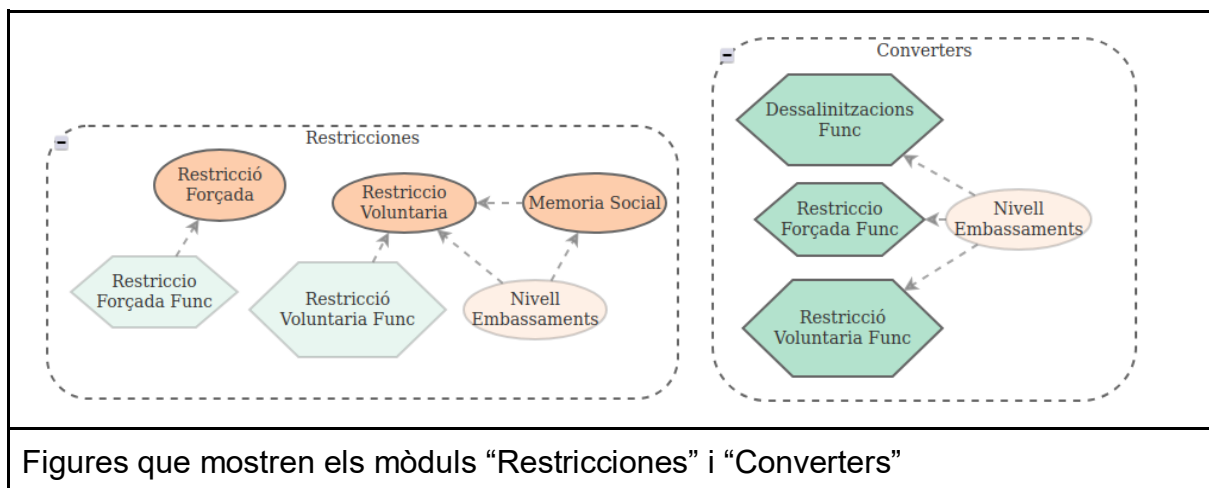 Restricciones
Restricció
Forçada
Restriccio
Voluntaria
Memoria Social
Restriccio
Forçada Func
Restricció
Voluntaria Func
Nivell
Embassaments
Converters
Dessalinitzacions
Func
Restriccio
Forçada Func
Nivell
Embassaments
Restricció
Voluntaria Func
Figures que mostren els mòduls “Restricciones” i “Converters”